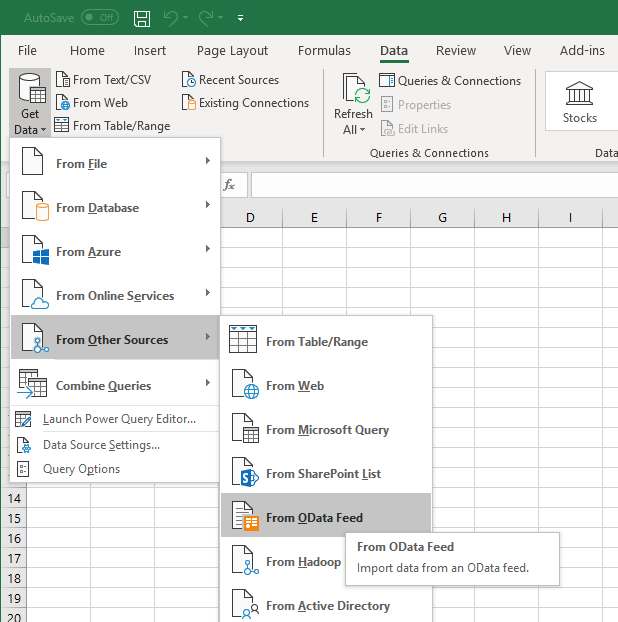 AutoSave Off
File Home Insert Page Layout Formulas Data Review View Add-ins
Get Data
From Text/CSV
From Web
From Table/Range
Recent Sources
Existing Connections
Refresh All
Queries & Connections
Properties
Edit Links
Queries & Connections
Stocks
Data
From File
From Database
From Azure
From Online Services
From Other Sources
Combine Queries
Launch Power Query Editor...
Data Source Settings...
Query Options
fx
D E F G H I
From Table/Range
From Web
From Microsoft Query
From SharePoint List
From OData Feed
From Hadoop
From Active Directory
From OData Feed
Import data from an OData feed.
14
15
16
17
18
19
20